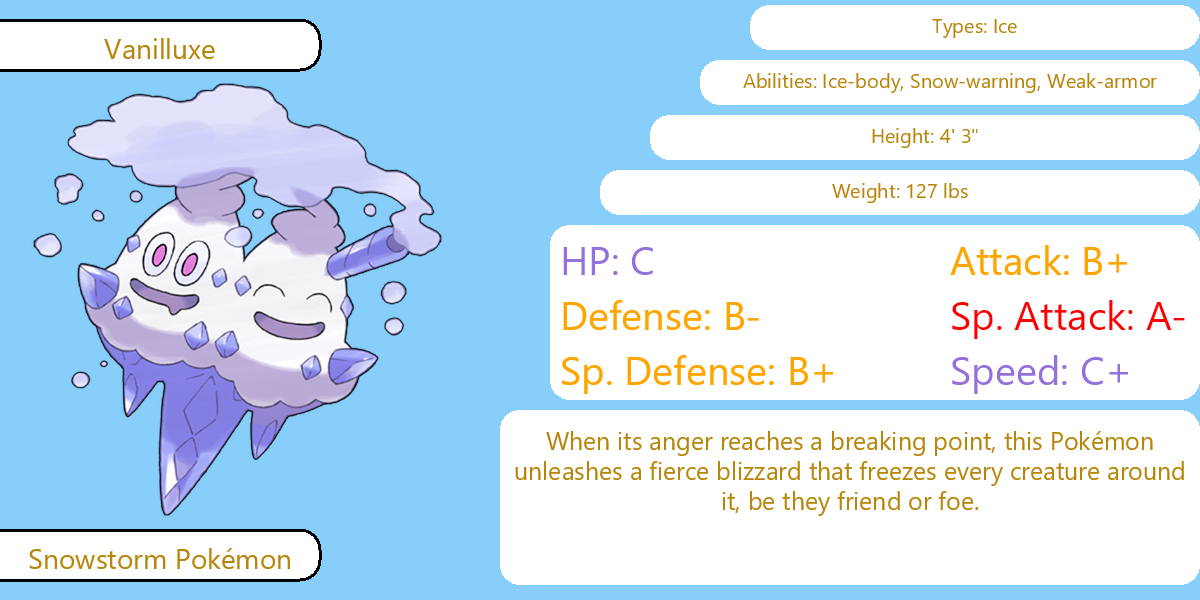 Vanilluxe
Types: Ice
Abilities: Ice-body, Snow-warning, Weak-armor
Height: 4' 3"
Weight: 127 lbs
HP: C
Attack: B+
Defense: B-
Sp. Attack: A-
Sp. Defense: B+
Speed: C+
When its anger reaches a breaking point, this Pokémon
unleashes a fierce blizzard that freezes every creature around
it, be they friend or foe.
Snowstorm Pokémon